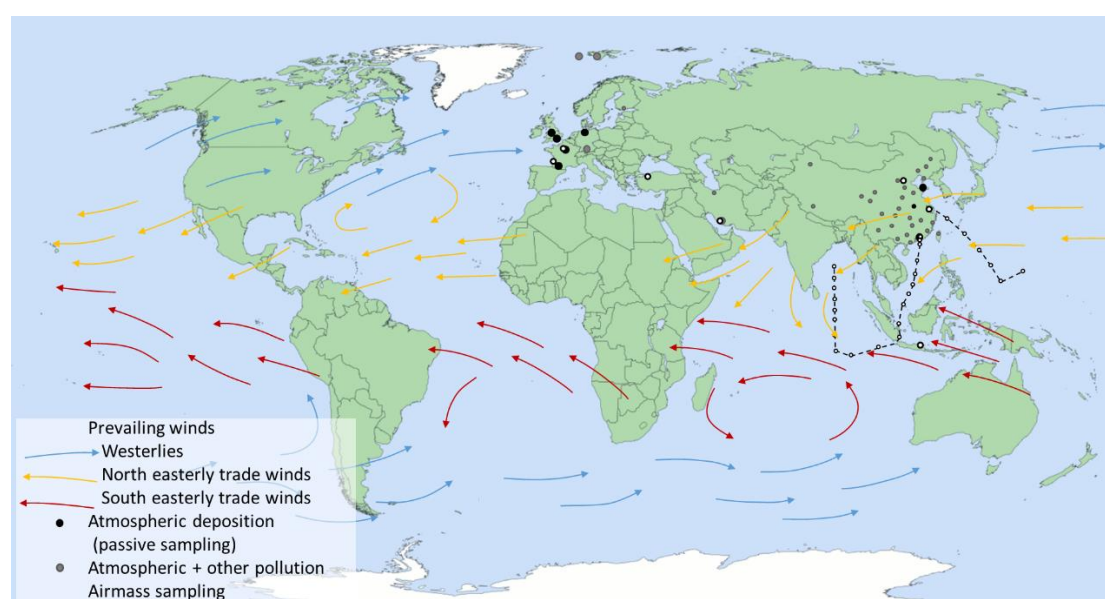 Prevailing winds
Westerlies
North easterly trade winds
South easterly trade winds
Atmospheric deposition
(passive sampling)
Atmospheric + other pollution
Airmass sampling